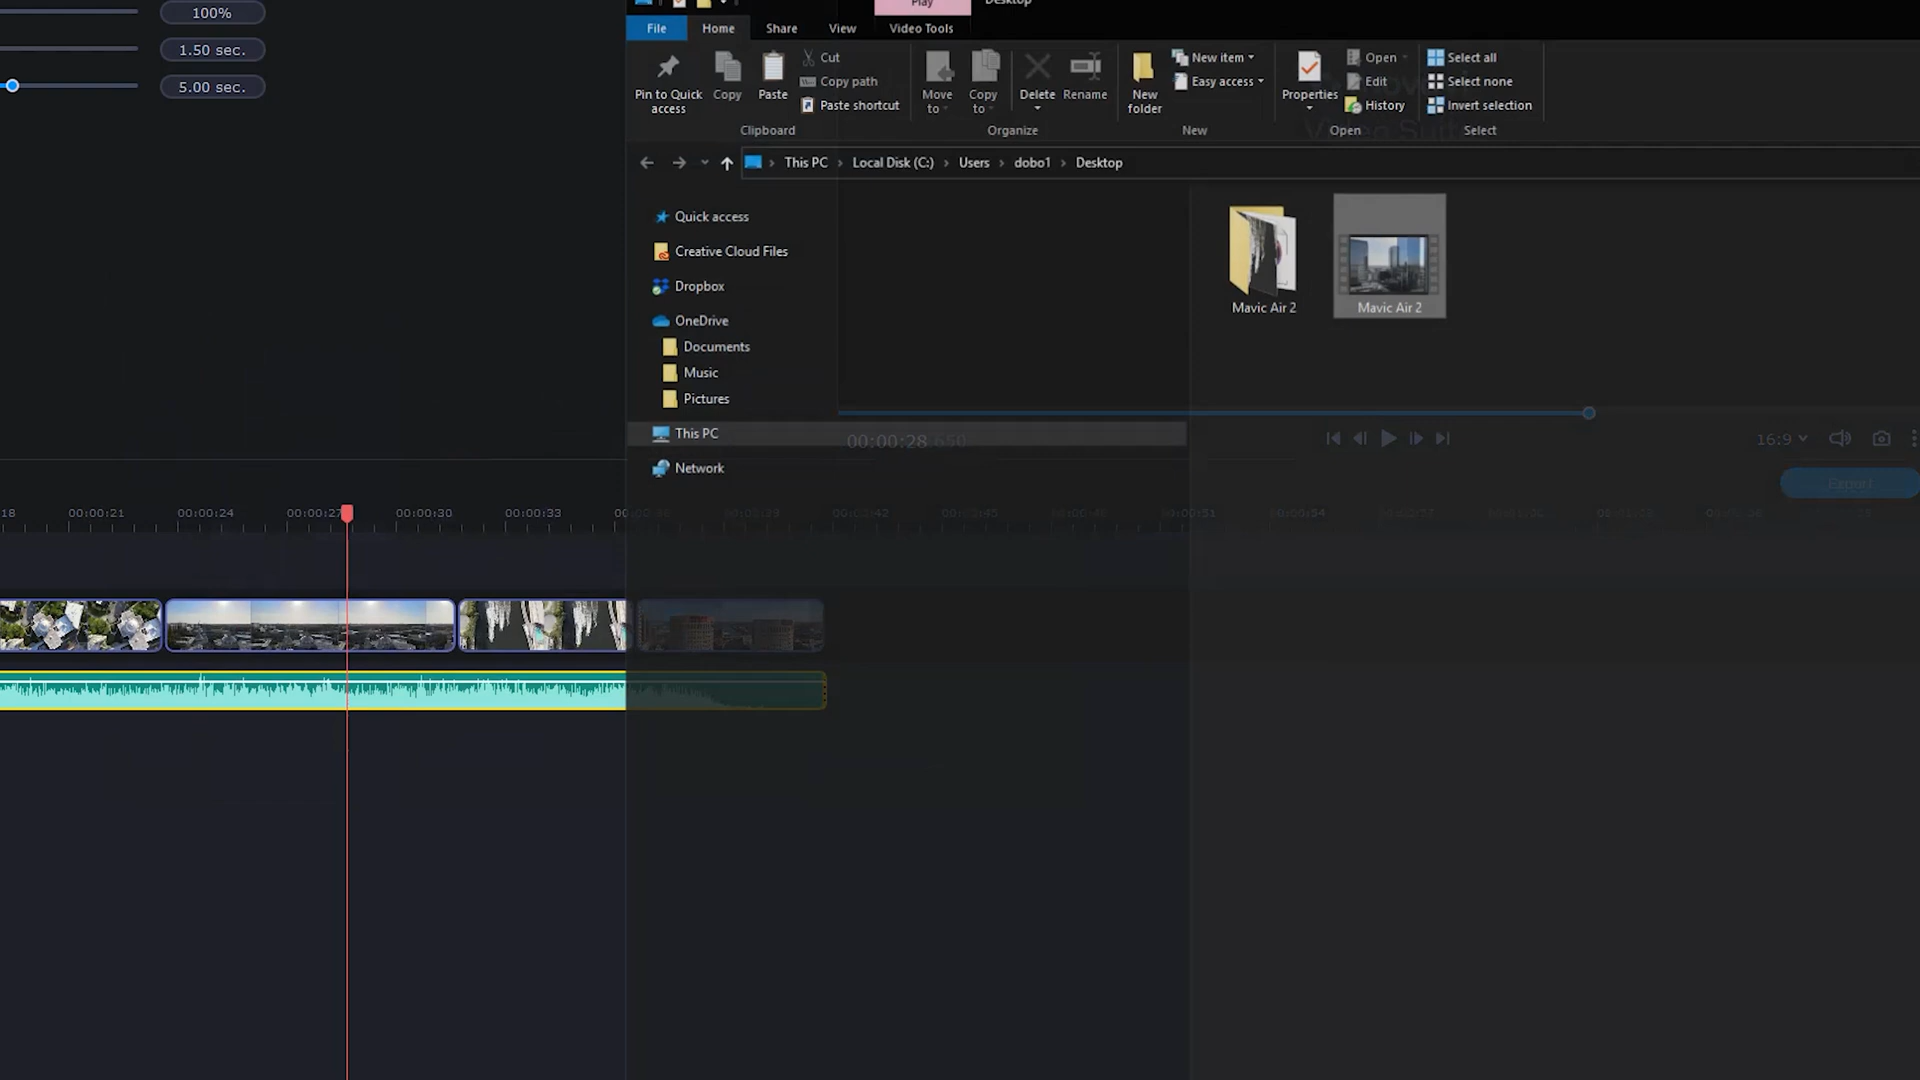 100%
Play
Desktop
1.50 sec.
5.00 sec.
File
Home
Share
View
Video Tools
Pin to Quick access
Copy
Paste
Cut
Copy path
Paste shortcut
Clipboard
Move to
Copy to
Delete
Rename
Organize
New folder
New item
Easy access
New
Properties
Open
Edit
History
Open
Select all
Select none
Invert selection
Select
This PC
Local Disk (C:)
Users
dobo1
Desktop
Quick access
Creative Cloud Files
Dropbox
OneDrive
Documents
Music
Pictures
This PC
Network
Mavic Air 2
Mavic Air 2
00:00:28.650
16:9
Export
18
00:00:21
00:00:24
00:00:27
00:00:30
00:00:33
00:00:42
00:00:45
00:00:51
00:00:54